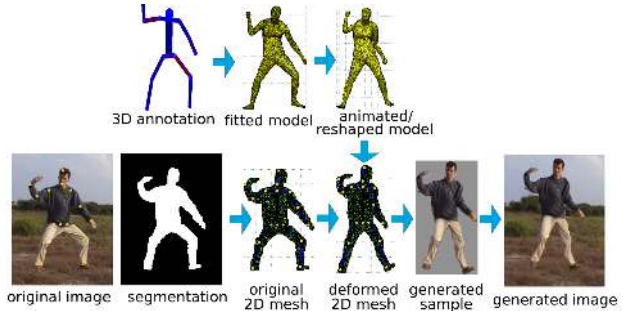 3D annotation
fitted model
animated/
reshaped model
original image
segmentation
original
2D mesh
deformed
2D mesh
generated
sample
generated image